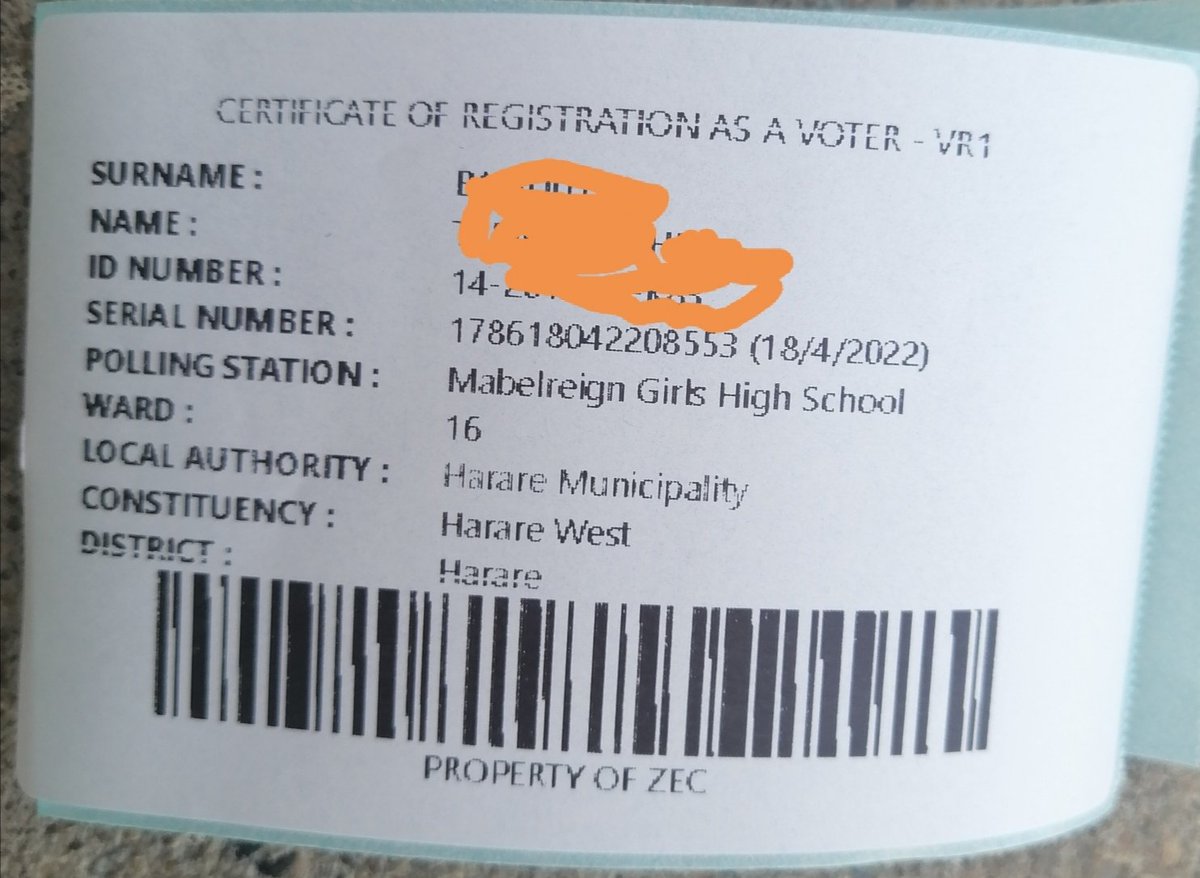 CERTIFICATE OF REGISTRATION AS A VOTER - VR1
SURNAME :
NAME :
ID NUMBER : 14-
SERIAL NUMBER : 178618042208553 (18/4/2022)
POLLING STATION : Mabelreign Girls High School
WARD : 16
LOCAL AUTHORITY : Harare Municipality
CONSTITUENCY : Harare West
DISTRICT : Harare
PROPERTY OF ZEC